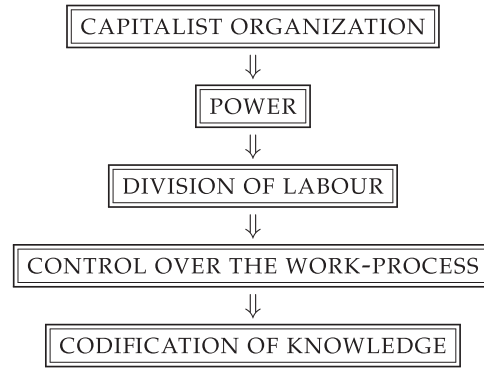 CAPITALIST ORGANIZATION
⇓
POWER
⇓
DIVISION OF LABOUR
⇓
CONTROL OVER THE WORK-PROCESS
⇓
CODIFICATION OF KNOWLEDGE